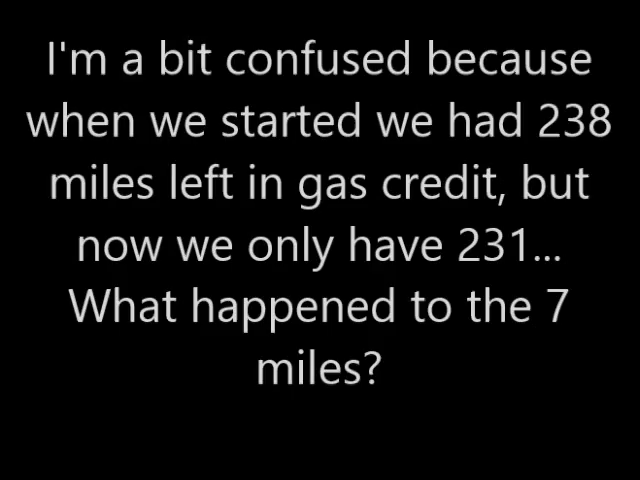 I'm a bit confused because
when we started we had 238
miles left in gas credit, but
now we only have 231...
What happened to the 7
miles?